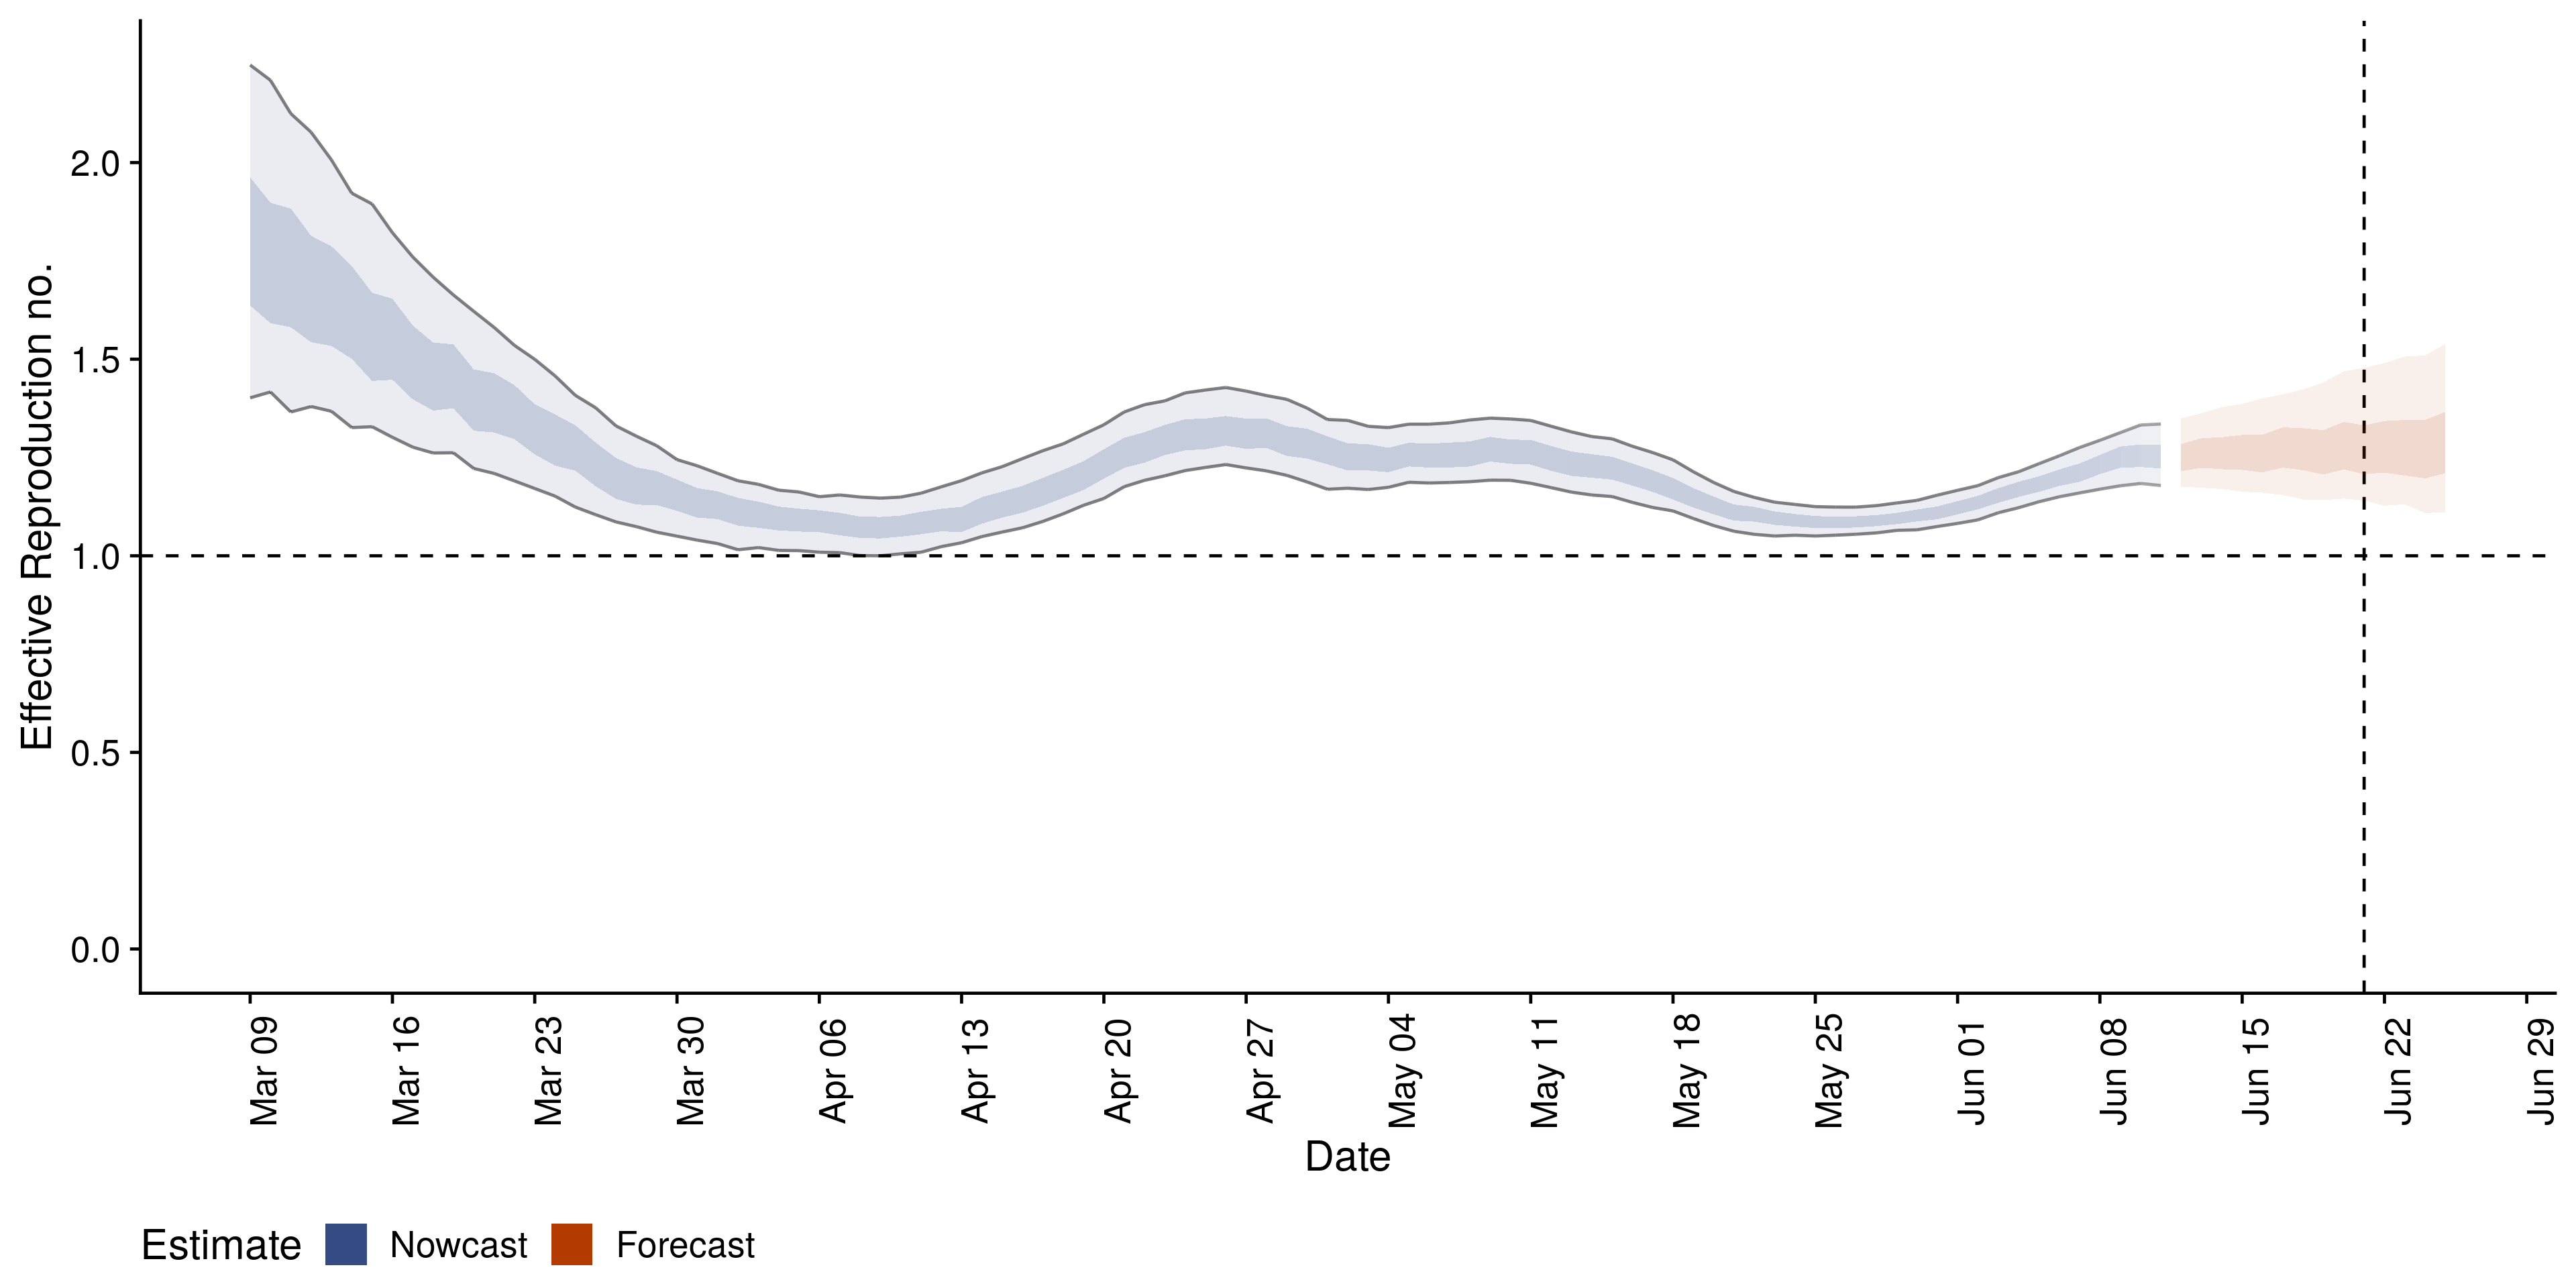 Effective Reproduction no.
2.0
1.5
1.0
0.5
0.0
Mar 09
Mar 16
Mar 23
Mar 30
Apr 06
Apr 13
Apr 20
Apr 27
May 04
May 11
May 18
May 25
Jun 01
Jun 08
Jun 15
Jun 22
Jun 29
Date
Estimate Nowcast Forecast